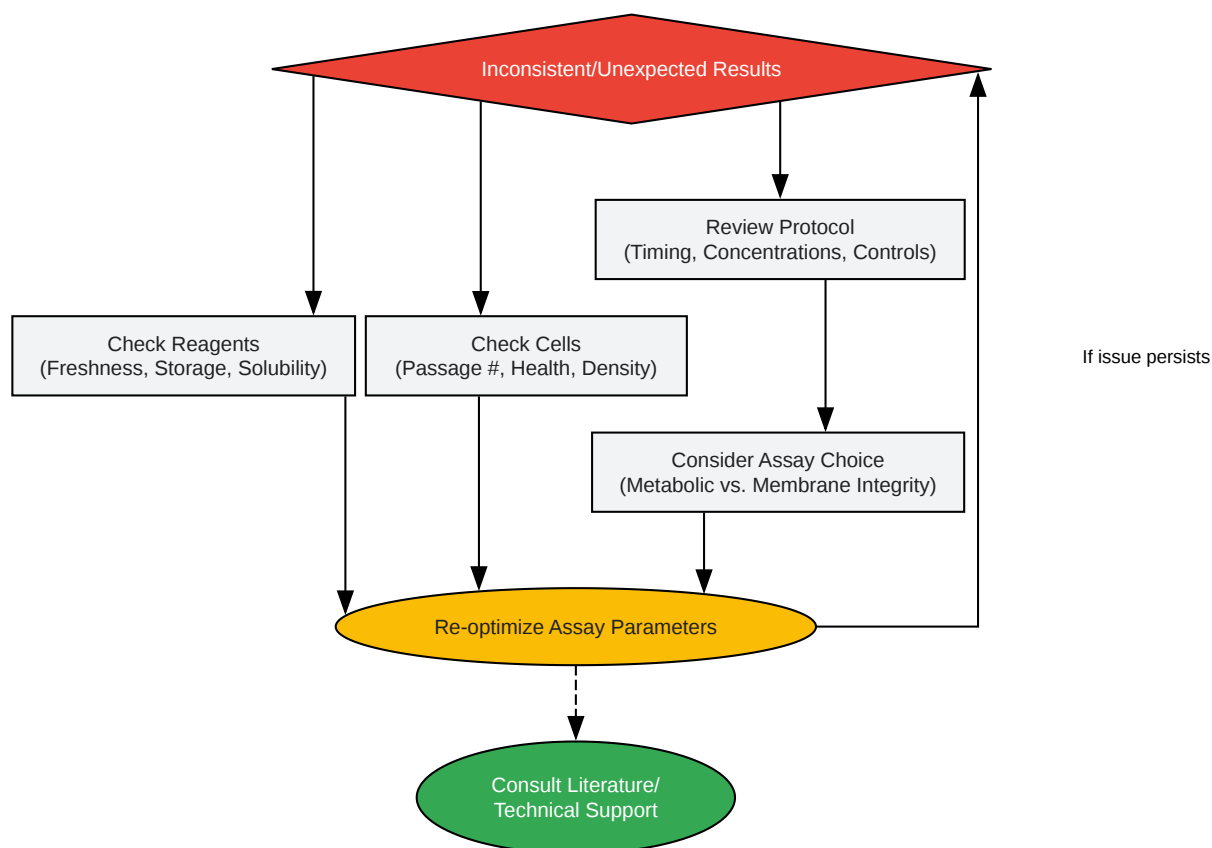 Inconsistent/Unexpected Results
Review Protocol
(Timing, Concentrations, Controls)
Check Reagents
(Freshness, Storage, Solubility)
Check Cells
(Passage #, Health, Density)
If issue persists
Consider Assay Choice
(Metabolic vs. Membrane Integrity)
Re-optimize Assay Parameters
Consult Literature/
Technical Support